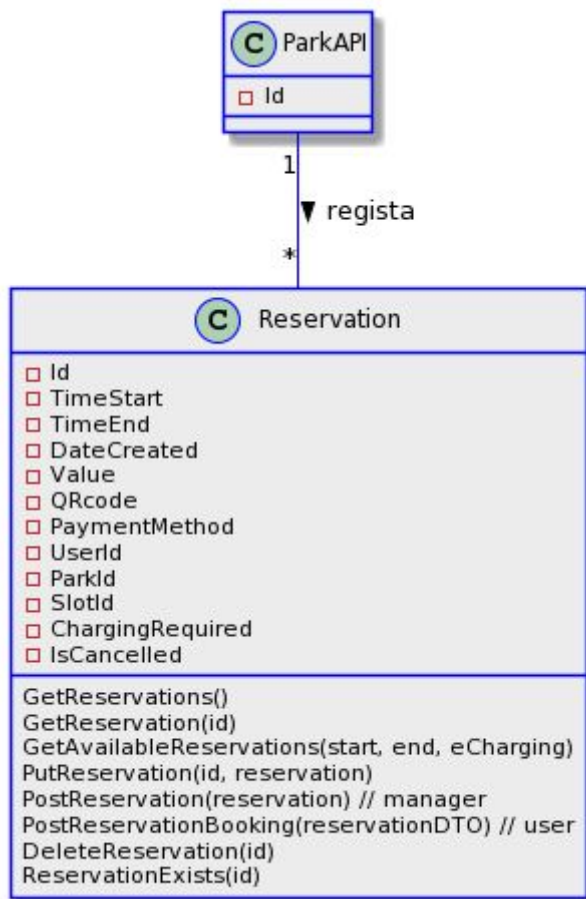 C ParkAPI
Id
1
regista
*
C Reservation
Id
TimeStart
TimeEnd
DateCreated
Value
QRcode
PaymentMethod
UserId
ParkId
SlotId
ChargingRequired
IsCancelled
GetReservations()
GetReservation(id)
GetAvailableReservations(start, end, eCharging)
PutReservation(id, reservation)
PostReservation(reservation) // manager
PostReservationBooking(reservationDTO) // user
DeleteReservation(id)
ReservationExists(id)